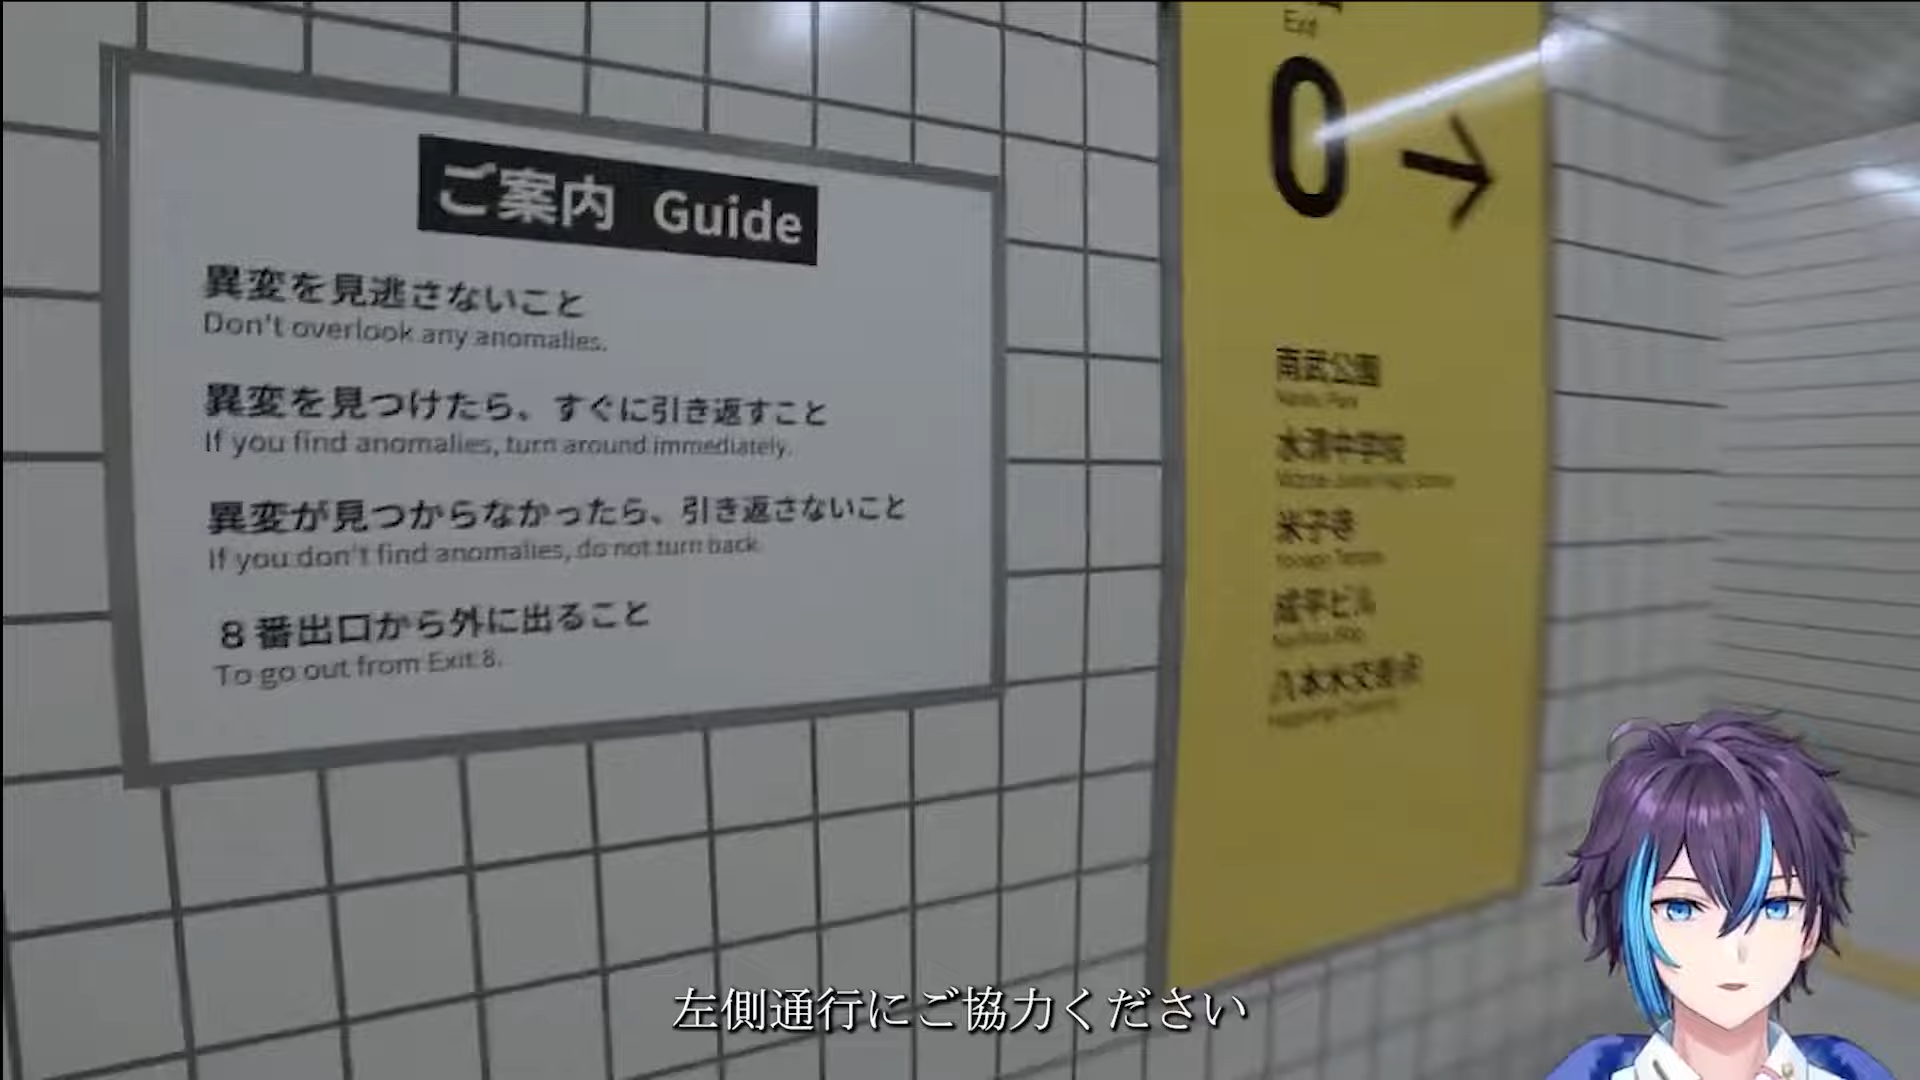 ご案内 Guide
異変を見逃さないこと
Don't overlook any anomalies.
異変を見つけたら、すぐに引き返すこと
If you find anomalies, turn around immediately.
異変が見つからなかったら、引き返さないこと
If you don't find anomalies, do not turn back.
8番出口から外に出ること
To go out from Exit 8.
Exit
0
南武公園
米子寺
左側通行にご協力ください